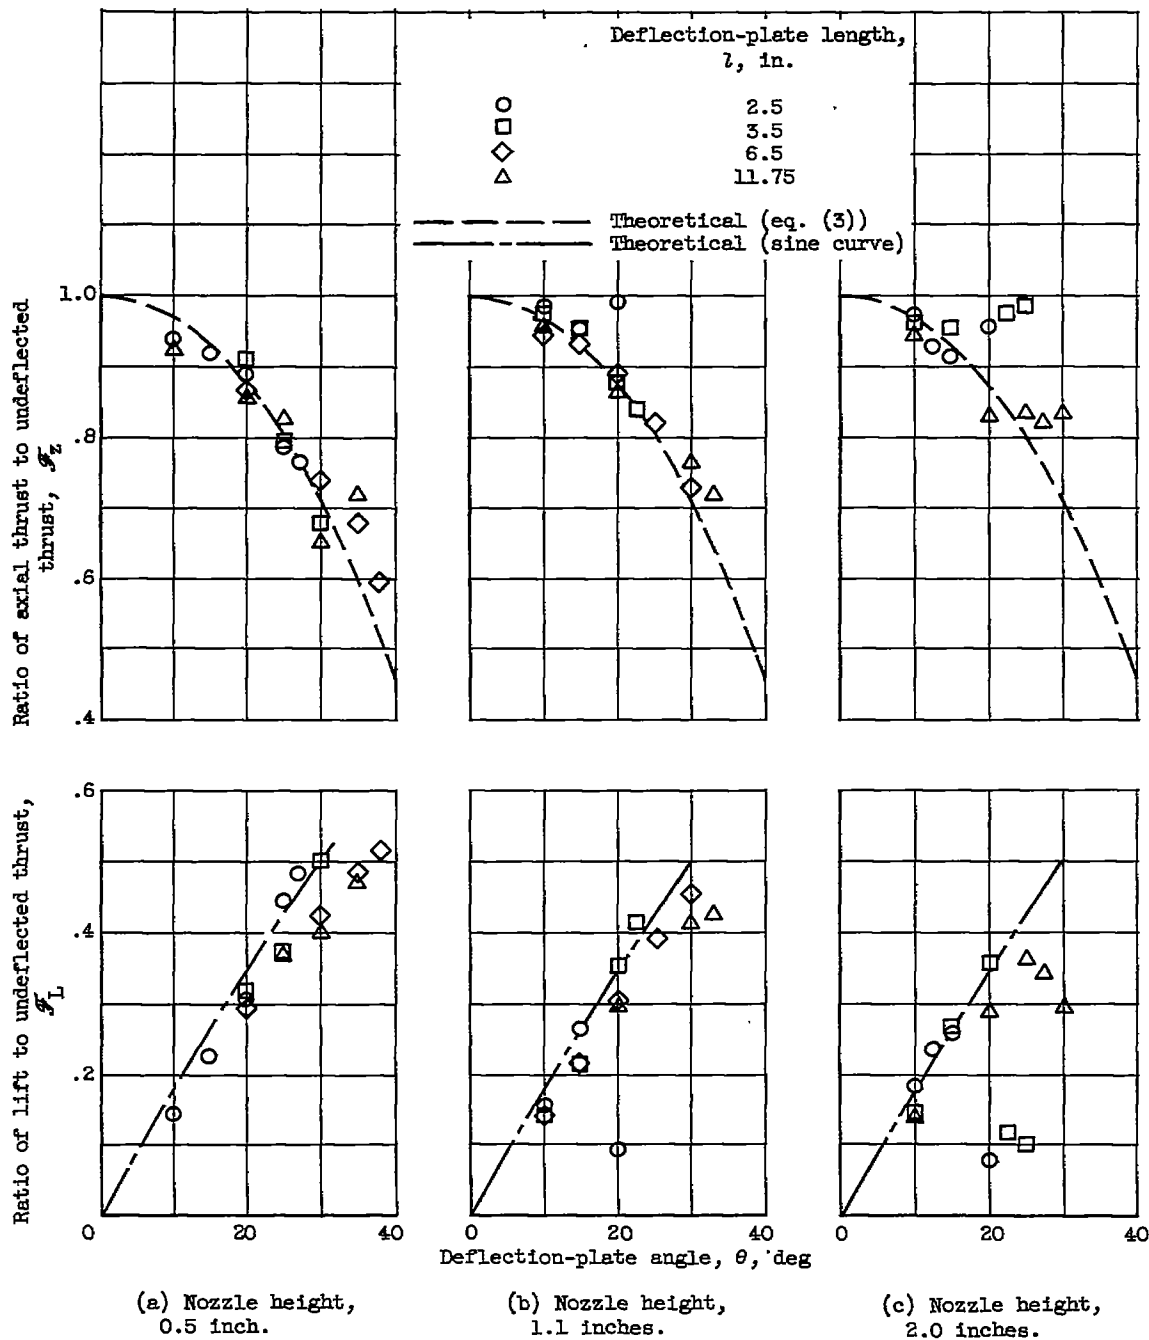 Deflection-plate length,
l, in.
2.5
3.5
6.5
11.75
Theoretical (eq. (3))
Theoretical (sine curve)
Ratio of axial thrust to undeflected
thrust, ℱz
1.0
.8
.6
.4
Ratio of lift to undeflected thrust,
ℱL
.6
.4
.2
0
20
40
0
20
40
0
20
40
Deflection-plate angle, θ, deg
(a) Nozzle height,
0.5 inch.
(b) Nozzle height,
1.1 inches.
(c) Nozzle height,
2.0 inches.